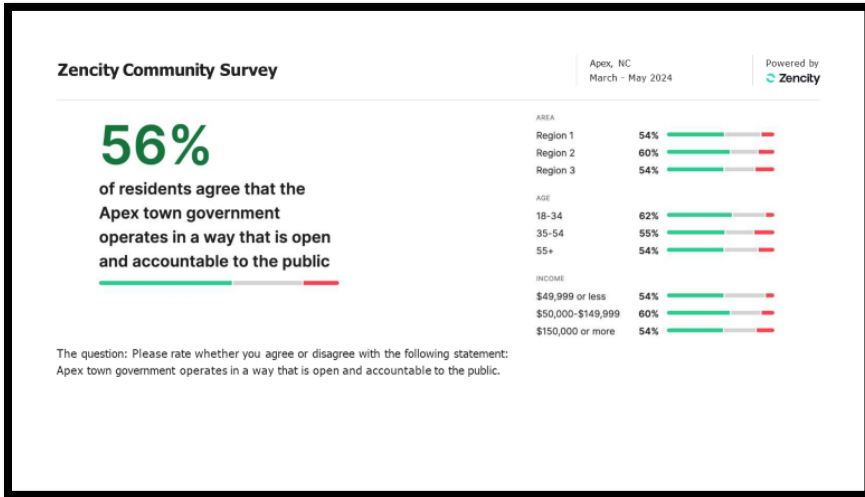 Zencity Community Survey
Apex, NC
March - May 2024
Powered by
Zencity
56%
of residents agree that the
Apex town government
operates in a way that is open
and accountable to the public
AREA
Region 1 54%
Region 2 60%
Region 3 54%
AGE
18-34 62%
35-54 55%
55+ 54%
INCOME
$49,999 or less 54%
$50,000-$149,999 60%
$150,000 or more 54%
The question: Please rate whether you agree or disagree with the following statement:
Apex town government operates in a way that is open and accountable to the public.